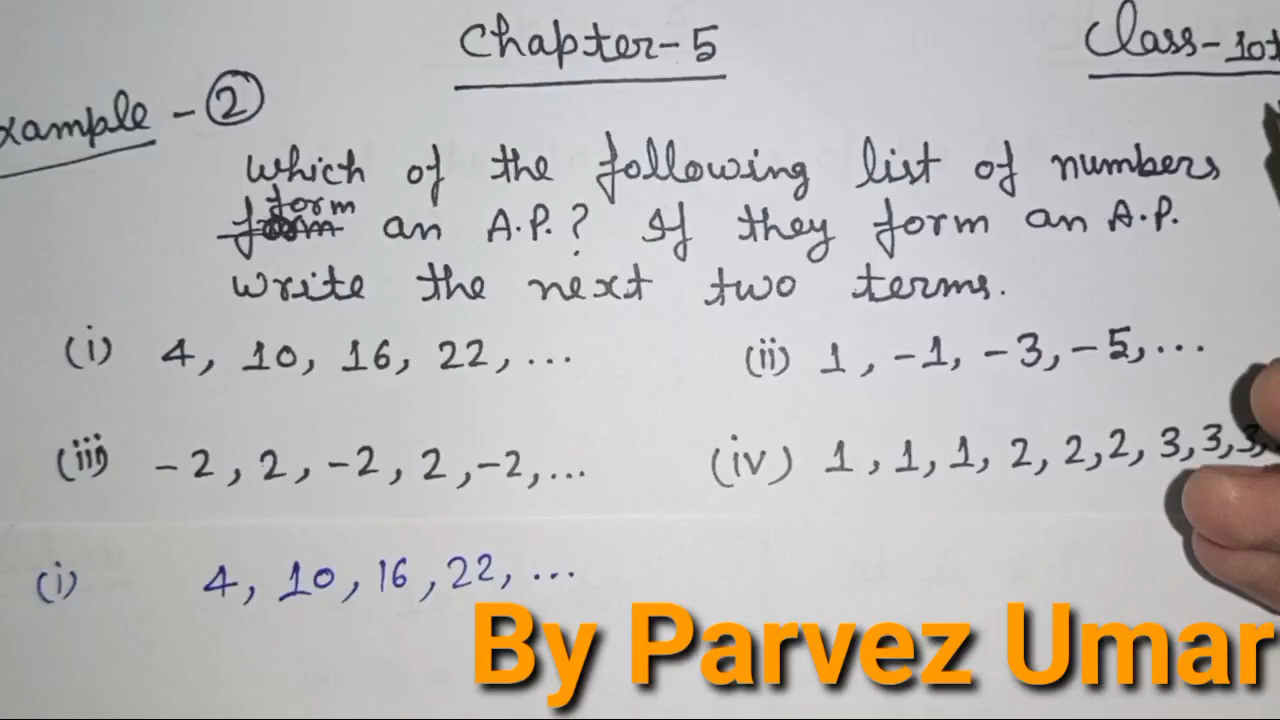 Chapter-5
Class-10t
xample - 2
Which of the following list of numbers
form
form an A.P.? If they form an A.P.
write the next two terms.
(i) 4, 10, 16, 22, ... (ii) 1, -1, -3, -5, ...
(iii) -2, 2, -2, 2, -2, ... (iv) 1, 1, 1, 2, 2, 2, 3, 3, 3,
(i) 4, 10, 16, 22, ...
By Parvez Umar